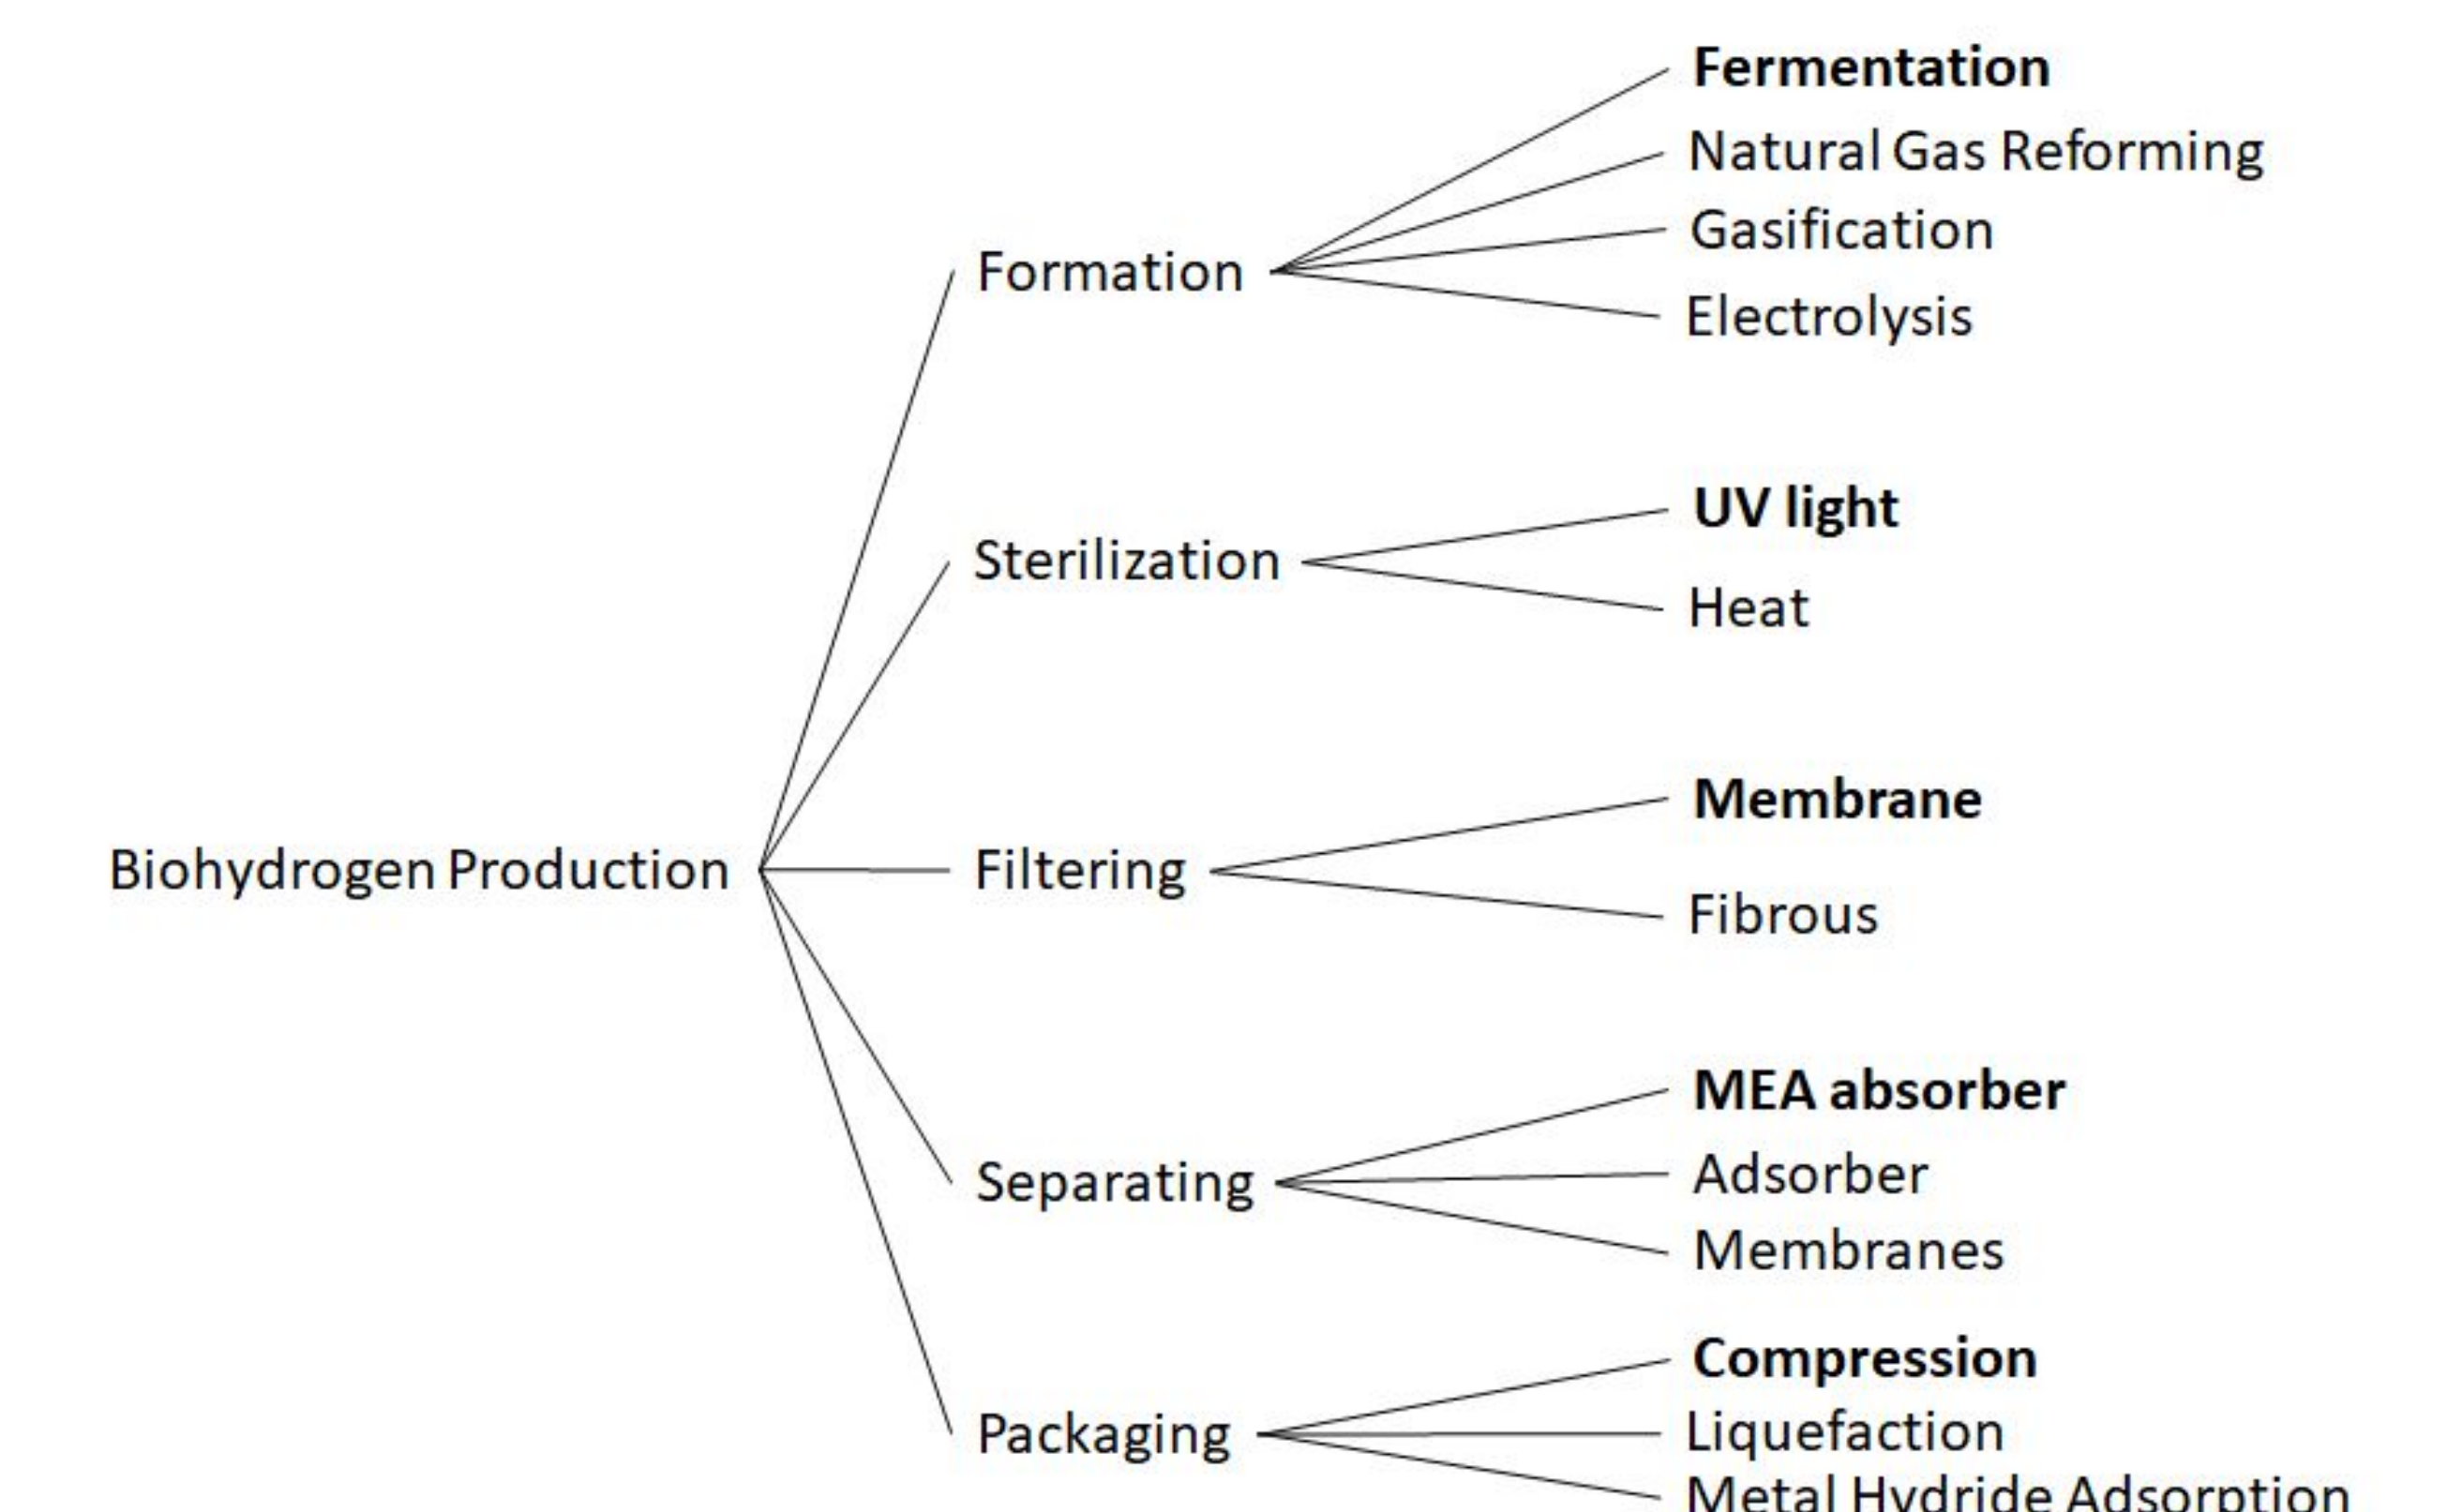 Fermentation
Natural Gas Reforming
Gasification
Formation
Electrolysis
UV light
Sterilization
Heat
Membrane
Biohydrogen Production
Filtering
Fibrous
MEA absorber
Separating
Adsorber
Membranes
Compression
Packaging
Liquefaction
Metal Hydride Adsorption